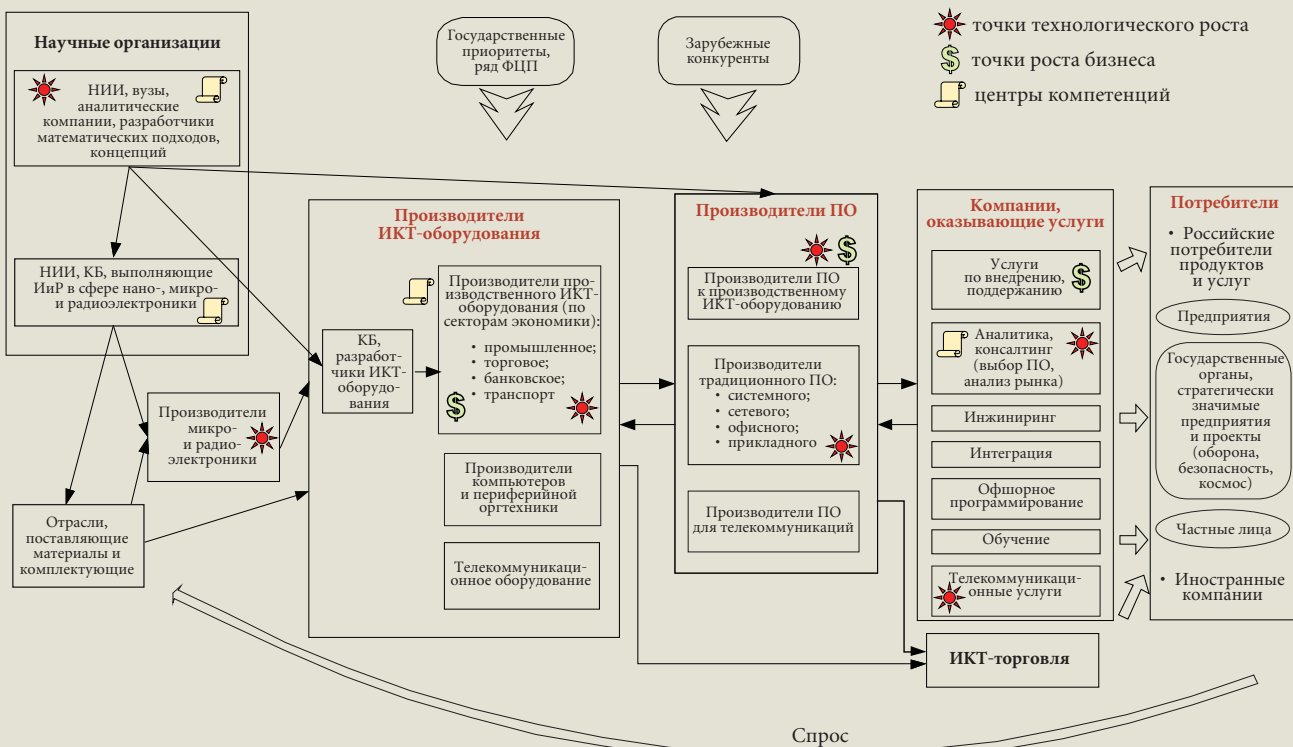 Научные организации
НИИ, вузы,
аналитические
компании, разработчики
математических подходов,
концепций
НИИ, КБ, выполняющие
ИиР в сфере нано-, микро-
и радиоэлектроники
Производители
микро-
и радио-
электроники
Отрасли,
поставляющие
материалы и
комплектующие
Государственные
приоритеты,
ряд ФЦП
Зарубежные
конкуренты
точки технологического роста
$ точки роста бизнеса
центры компетенций
Производители
ИКТ-оборудования
КБ,
разработ-
чики ИКТ-
оборудо-
вания
Производители про-
изводственного ИКТ-
оборудования (по
секторам экономики):
• промышленное;
• торговое;
• банковское;
• транспорт
$
Производители
компьютеров
и периферийной
оргтехники
Телекоммуникаци-
онное оборудование
Производители ПО
$
Производители ПО
к производственному
ИКТ-оборудованию
Производители
традиционного ПО:
• системного;
• сетевого;
• офисного;
• прикладного
Производители ПО
для телекоммуникаций
Компании,
оказывающие услуги
Услуги
по внедрению,
поддержанию
$
Аналитика,
консалтинг
(выбор ПО,
анализ рынка)
Инжиниринг
Интеграция
Офшорное
программирование
Обучение
Телекоммуникаци-
онные услуги
ИКТ-торговля
Потребители
• Российские
потребители
продуктов
и услуг
Предприятия
Государственные
органы,
стратегически
значимые
предприятия
и проекты
(оборона,
безопасность,
космос)
Частные лица
• Иностранные
компании
Спрос